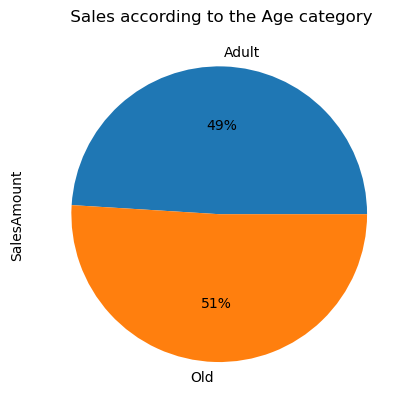 Sales according to the Age category
Adult
49%
SalesAmount
51%
Old